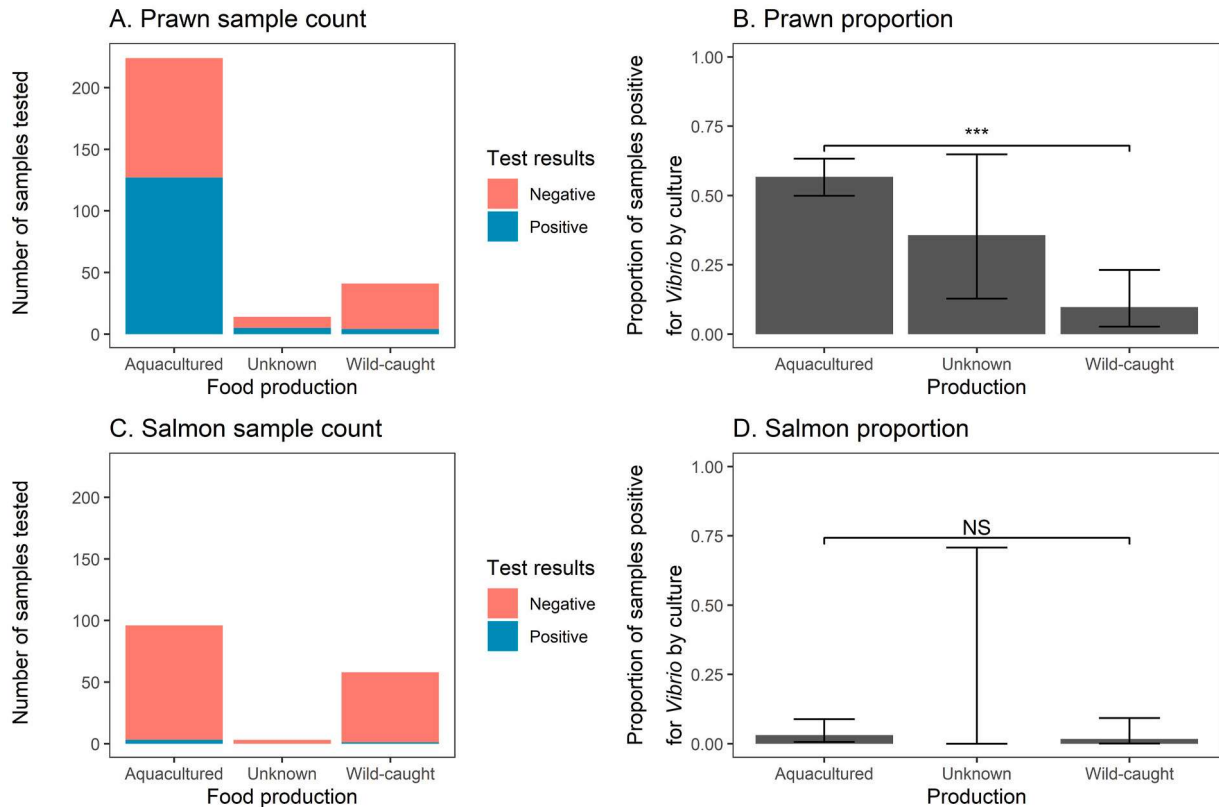 A. Prawn sample count
Number of samples tested
200
150
100
50
0
Aquacultured
Unknown
Wild-caught
Food production
Test results
Negative
Positive
B. Prawn proportion
Proportion of samples positive
for Vibrio by culture
1.00
0.75
0.50
0.25
0.00
***
Aquacultured
Unknown
Wild-caught
Production
C. Salmon sample count
Number of samples tested
200
150
100
50
0
Aquacultured
Unknown
Wild-caught
Food production
Test results
Negative
Positive
D. Salmon proportion
Proportion of samples positive
for Vibrio by culture
1.00
0.75
0.50
0.25
0.00
NS
Aquacultured
Unknown
Wild-caught
Production